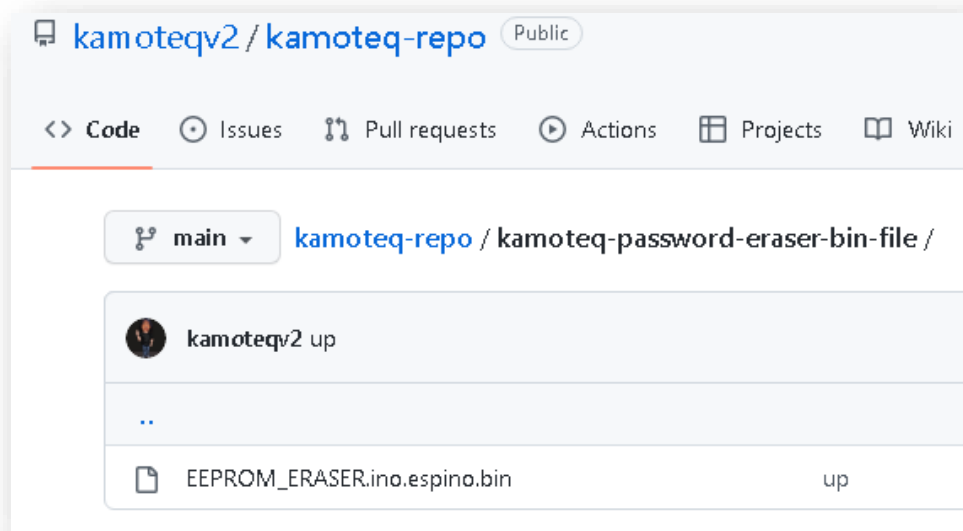 kamoteqv2 / kamoteq-repo Public
Code Issues Pull requests Actions Projects Wiki
main kamoteq-repo / kamoteq-password-eraser-bin-file /
kamoteqv2 up
..
EEPROM_ERASER.ino.espino.bin up